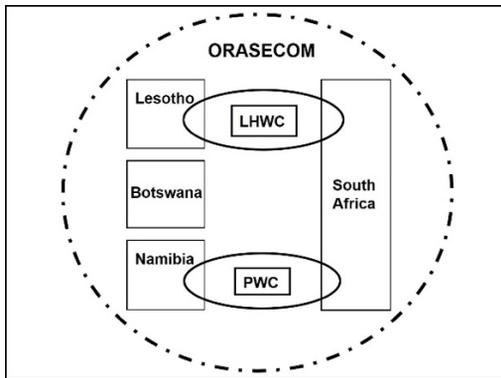 ORASECOM
Lesotho
LHWC
Botswana
South
Africa
Namibia
PWC